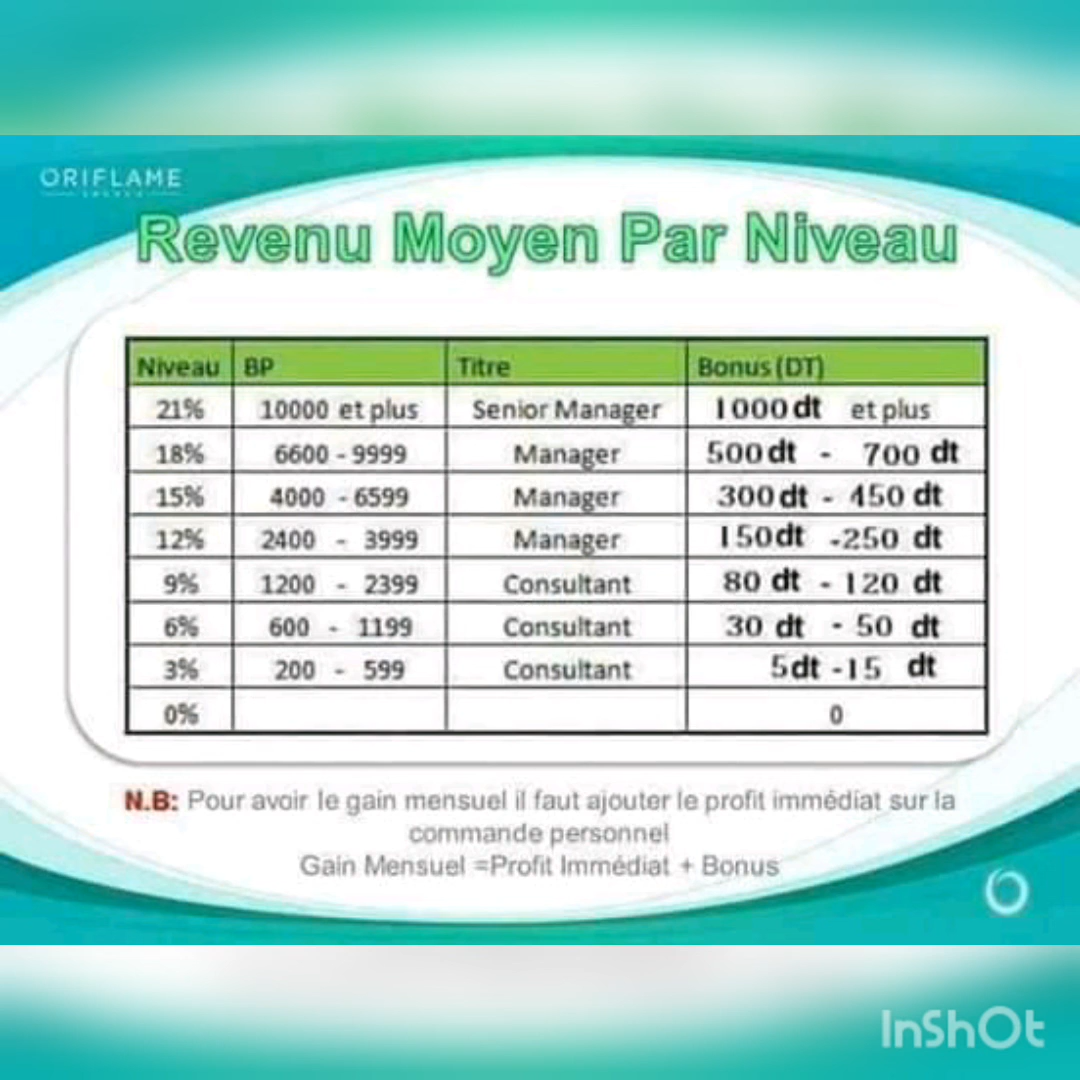 ORIFLAME
Revenu Moyen Par Niveau
Niveau BP Titre Bonus (DT)
21% 10000 et plus Senior Manager 1000 dt et plus
18% 6600 - 9999 Manager 500 dt - 700 dt
15% 4000 - 6599 Manager 300 dt - 450 dt
12% 2400 - 3999 Manager 150 dt - 250 dt
9% 1200 - 2399 Consultant 80 dt - 120 dt
6% 600 - 1199 Consultant 30 dt - 50 dt
3% 200 - 599 Consultant 5 dt - 15 dt
0% 0
N.B: Pour avoir le gain mensuel il faut ajouter le profit immédiat sur la
commande personnel
Gain Mensuel =Profit Immédiat + Bonus
InShOt